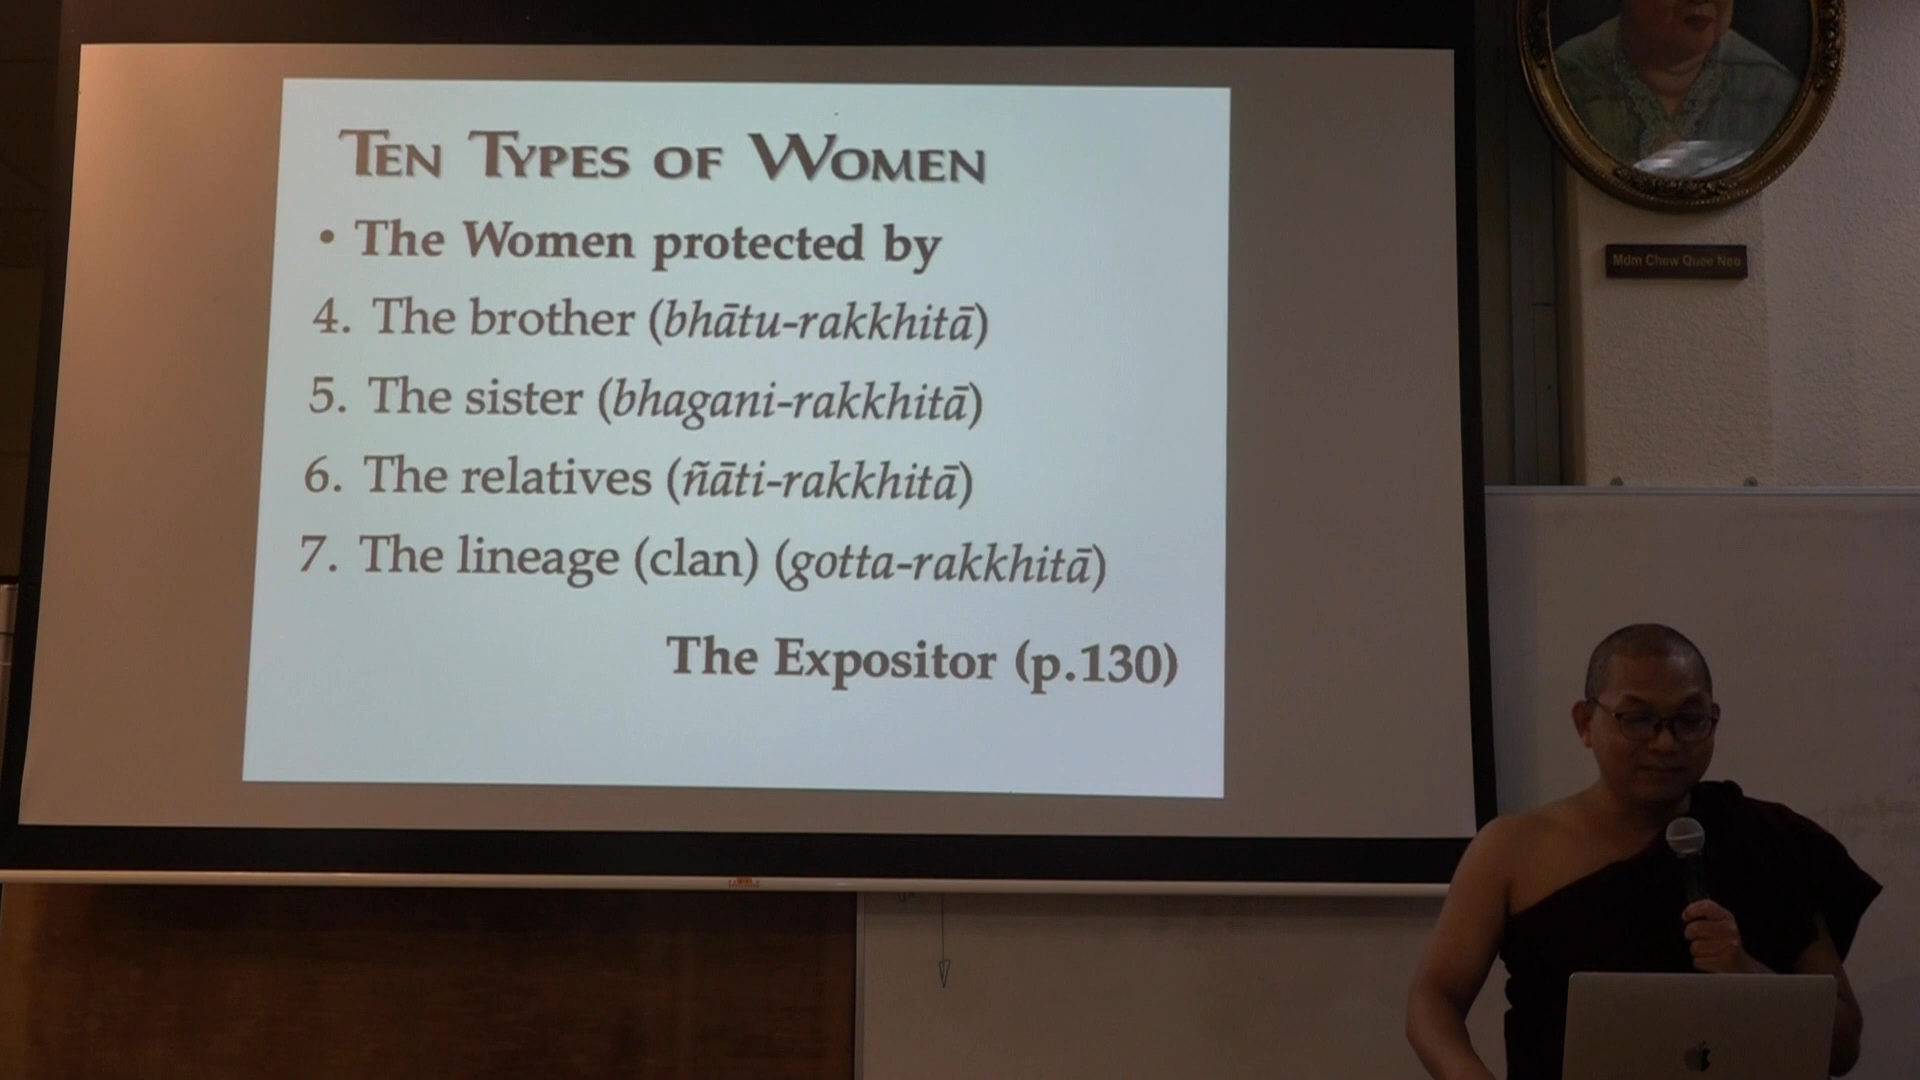 Ten Types of Women
• The Women protected by
4. The brother (bhātu-rakkhitā)
5. The sister (bhagani-rakkhitā)
6. The relatives (ñāti-rakkhitā)
7. The lineage (clan) (gotta-rakkhitā)
The Expositor (p.130)
Mdm Chew Quee Neo